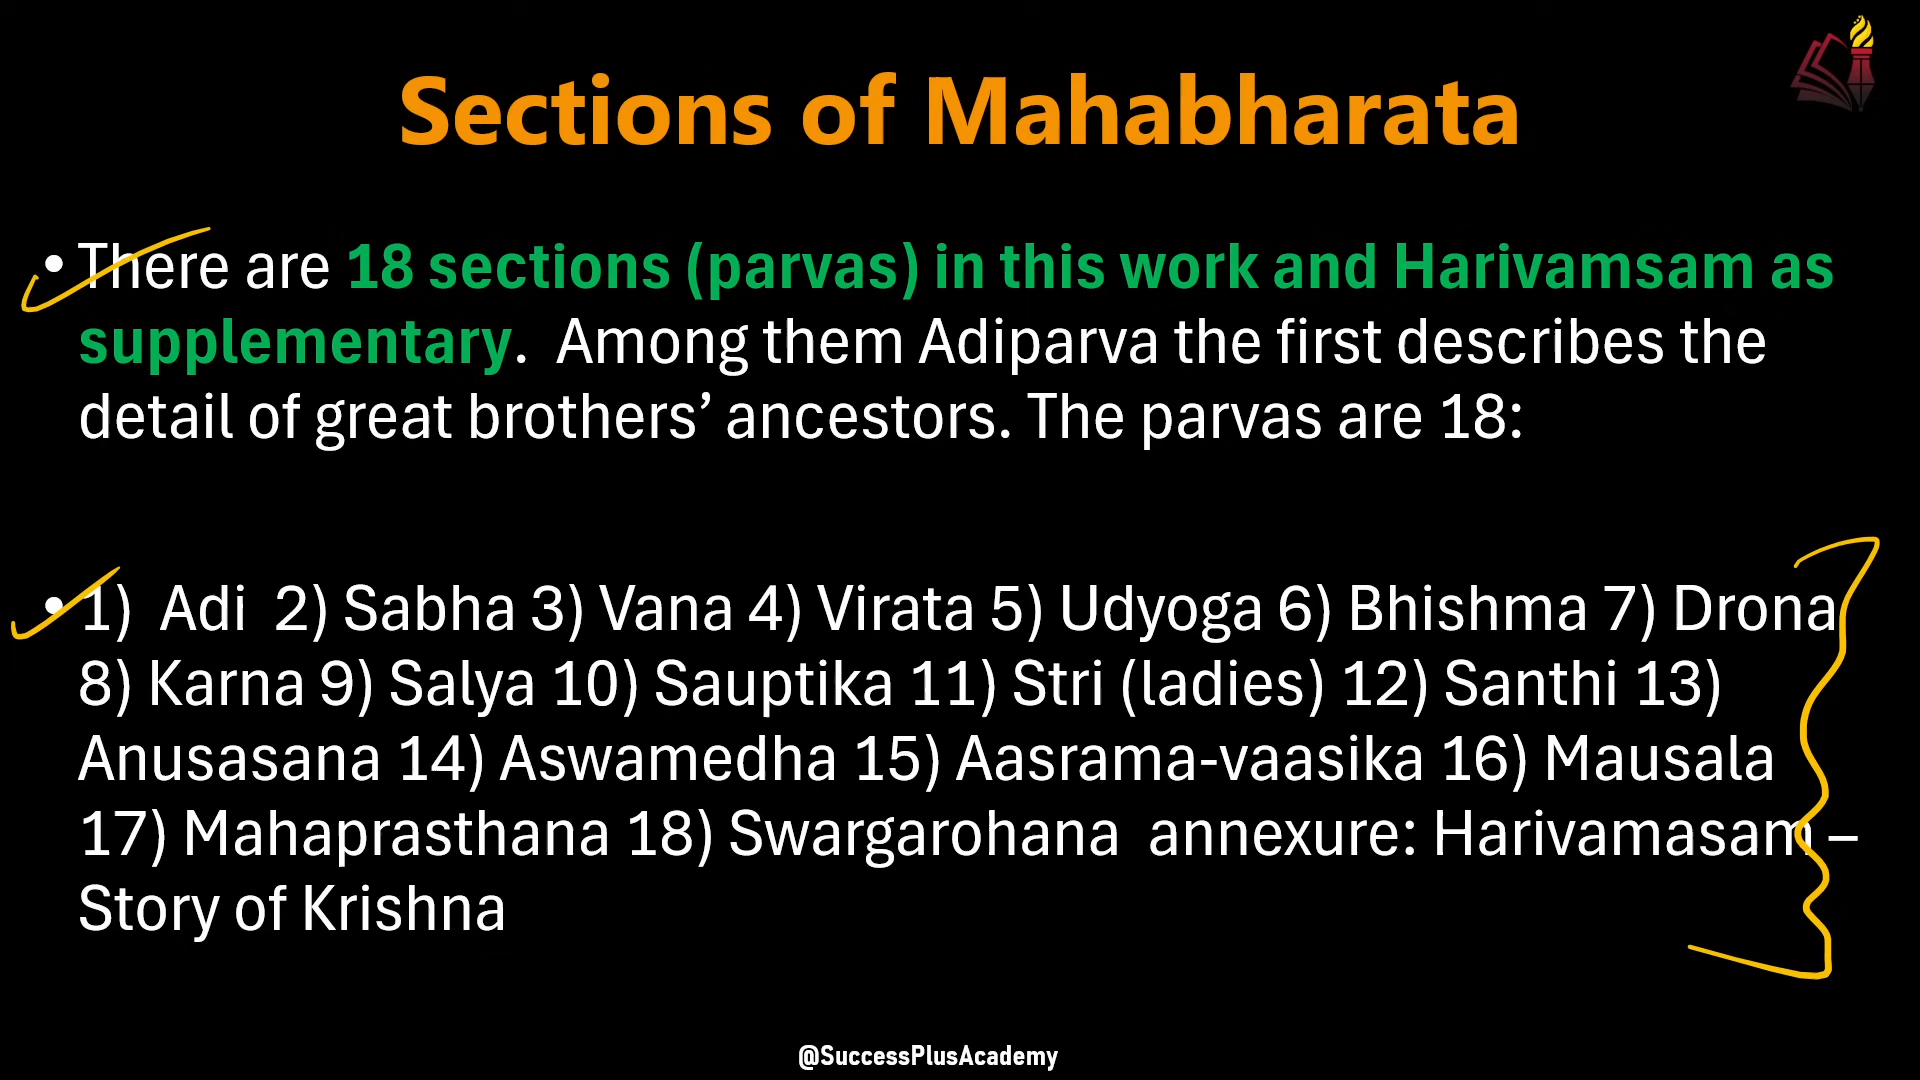 Sections of Mahabharata
• There are 18 sections (parvas) in this work and Harivamsam as
supplementary.  Among them Adiparva the first describes the
detail of great brothers’ ancestors. The parvas are 18:
• 1)  Adi  2) Sabha 3) Vana 4) Virata 5) Udyoga 6) Bhishma 7) Drona
8) Karna 9) Salya 10) Sauptika 11) Stri (ladies) 12) Santhi 13)
Anusasana 14) Aswamedha 15) Aasrama-vaasika 16) Mausala
17) Mahaprasthana 18) Swargarohana  annexure: Harivamasam –
Story of Krishna
@SuccessPlusAcademy